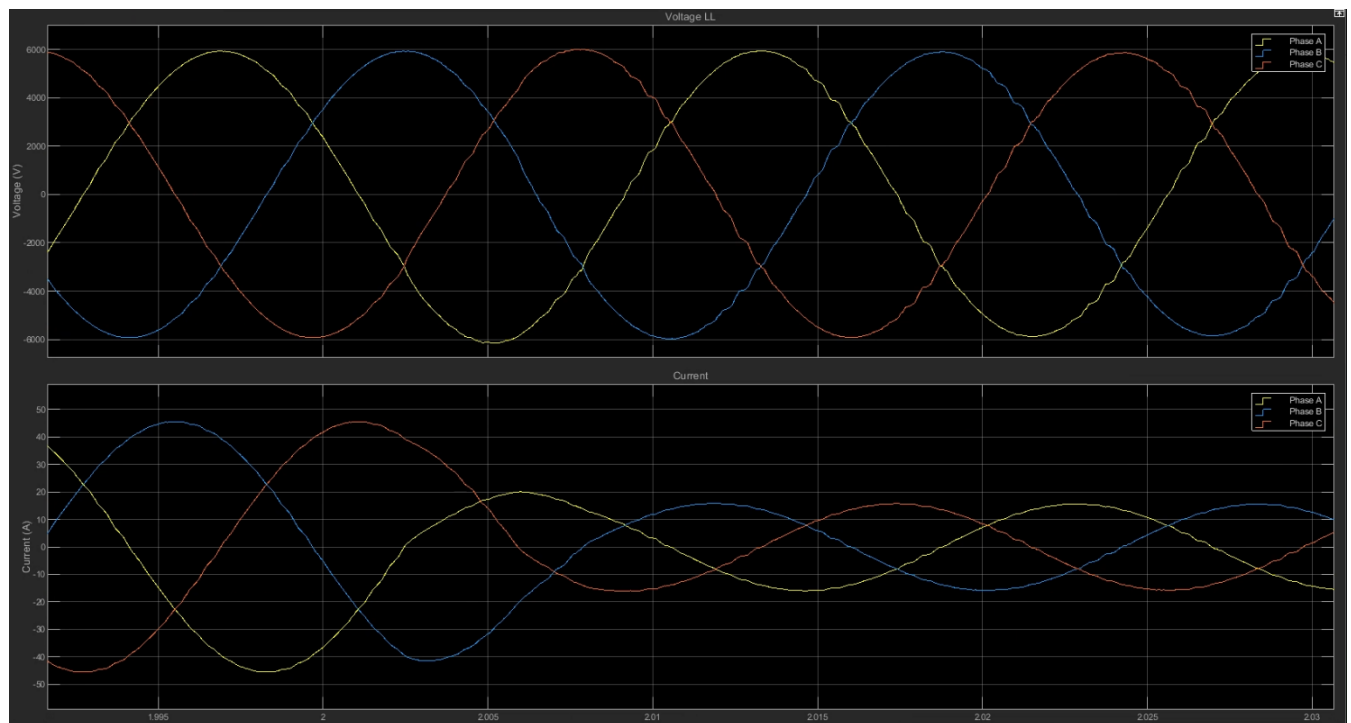 Voltage LL
Phase A
Phase B
Phase C
6000
4000
2000
0
-2000
-4000
-6000
Voltage (V)
Current
Phase A
Phase B
Phase C
50
40
30
20
10
0
-10
-20
-30
-40
-50
Current (A)
1.995
2
2.005
2.01
2.015
2.02
2.025
2.03